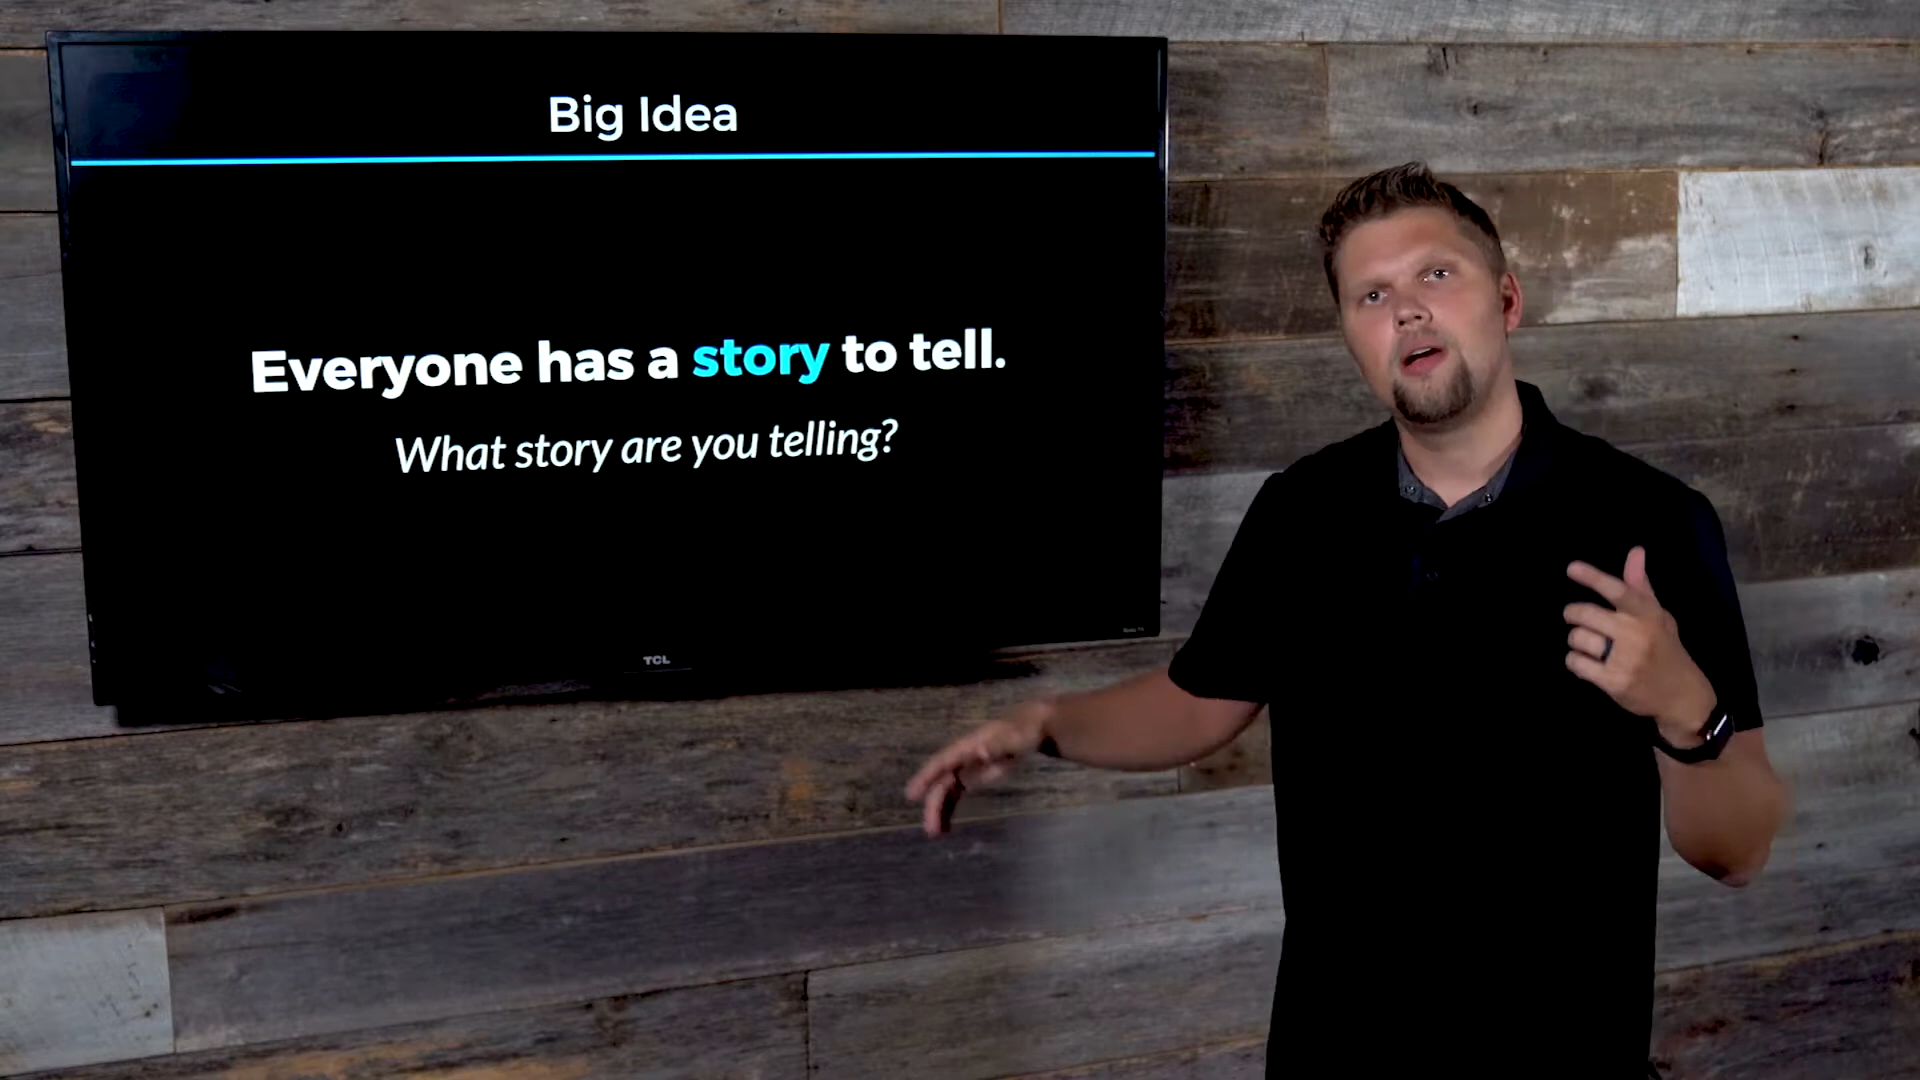 Big Idea
Everyone has a story to tell.
What story are you telling?
TCL